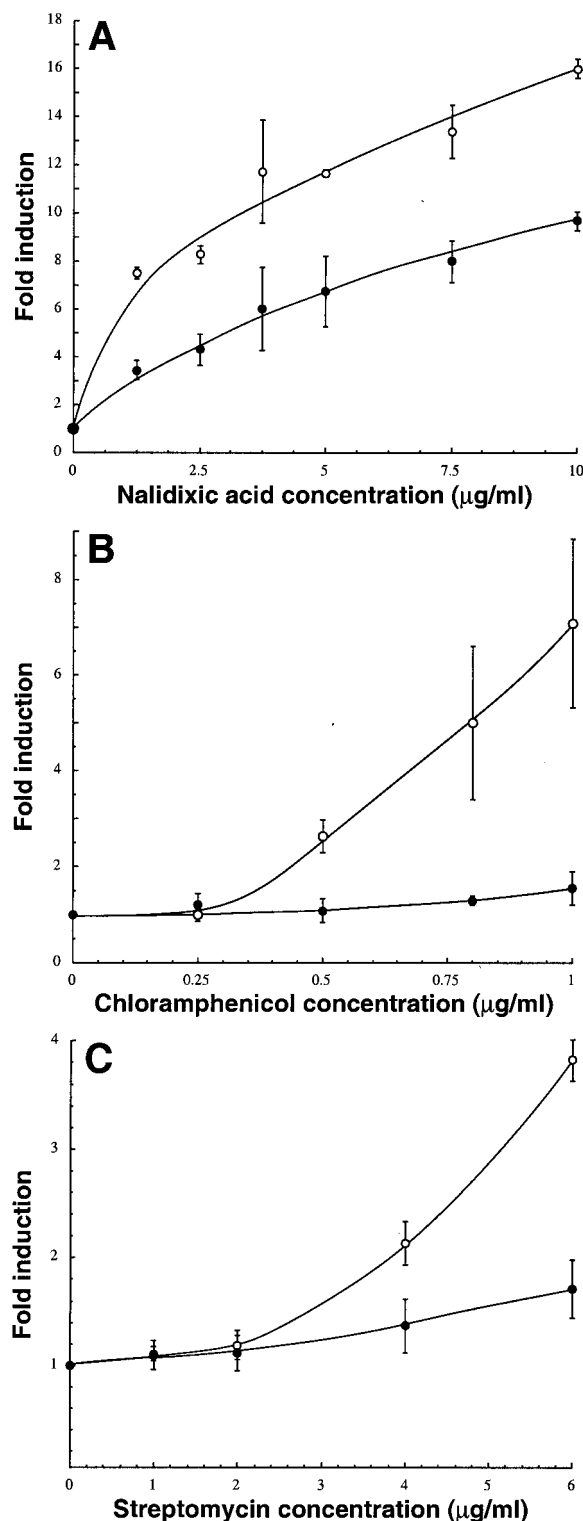 A
18
16
14
12
10
8
6
4
2
0
Fold induction
0 2.5 5 7.5 10
Nalidixic acid concentration (μg/ml)
B
8
6
4
2
0
Fold induction
0 0.25 0.5 0.75 1
Chloramphenicol concentration (μg/ml)
C
4
3
2
1
Fold induction
0 1 2 3 4 5 6
Streptomycin concentration (μg/ml)